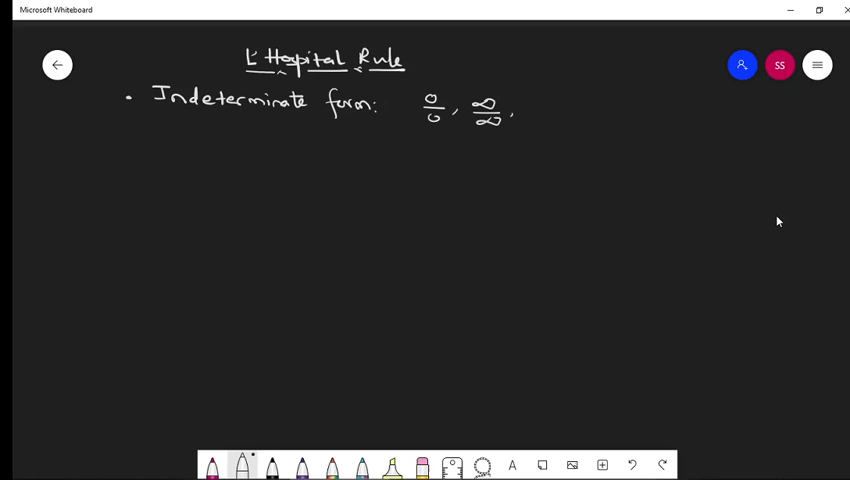 Microsoft Whiteboard
L'Hospital Rule
SS
• Indeterminate form: 0/0, ∞/∞,
A